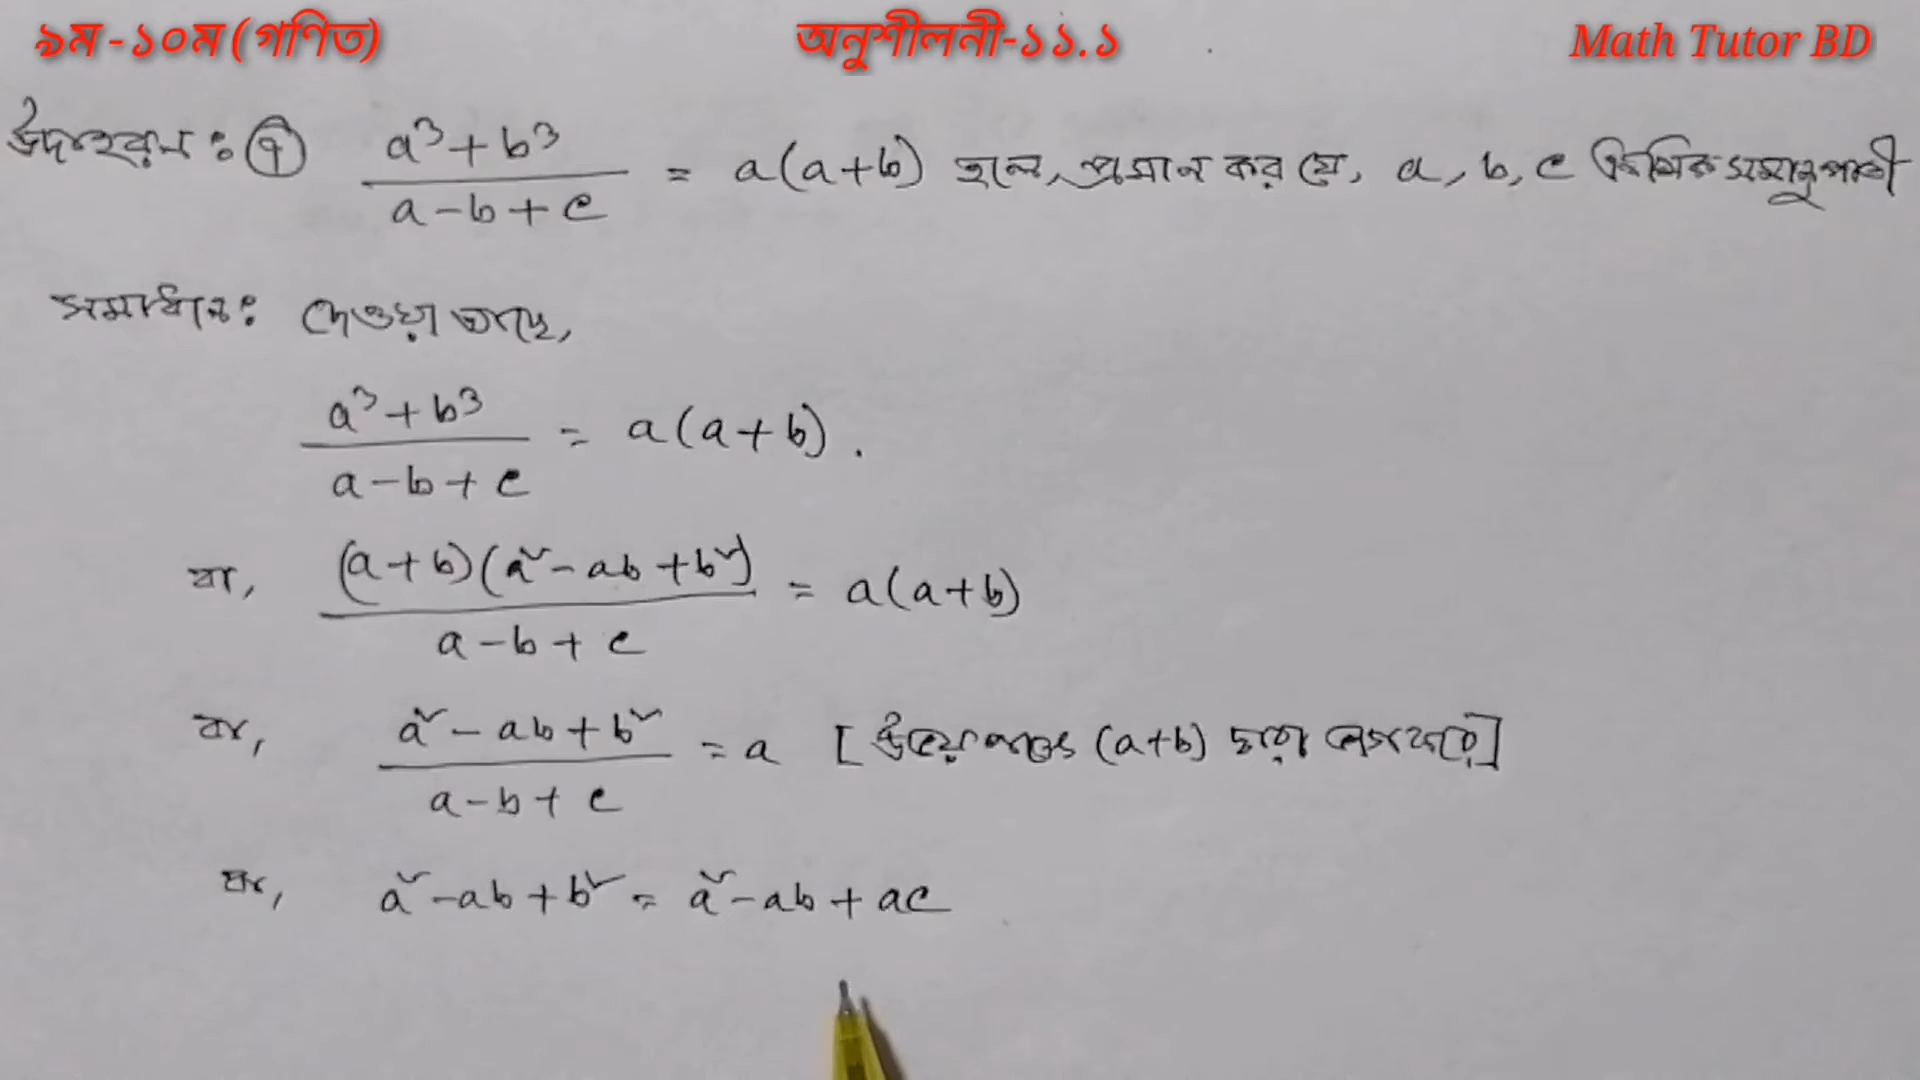 ৯ম-১০ম (গণিত) অনুশীলনী-১১.১ Math Tutor BD
উদাহরণঃ ⑦ (a³+b³)/(a-b+c) = a(a+b) হলে, প্রমান কর যে, a, b, c ক্রমিক সমানুপাতী
সমাধানঃ দেওয়া আছে,
(a³+b³)/(a-b+c) = a(a+b).
বা, ((a+b)(a²-ab+b²))/(a-b+c) = a(a+b)
বা, (a²-ab+b²)/(a-b+c) = a [উভয়পক্ষকে (a+b) দ্বারা ভাগ করে]
বা, a²-ab+b² = a²-ab+ac